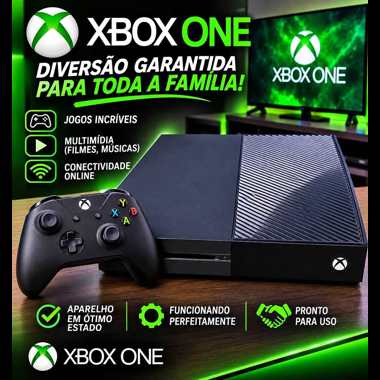 XBOX ONE
DIVERSÃO GARANTIDA
PARA TODA A FAMÍLIA!
XBOX ONE
JOGOS INCRÍVEIS
MULTIMÍDIA
(FILMES, MUSICAS)
CONECTIVIDADE
ONLINE
Y
X
B
A
APARELHO
EM ÓTIMO
ESTADO
FUNCIONANDO
PERFEITAMENTE
PRONTO
PARA USO
XBOX ONE